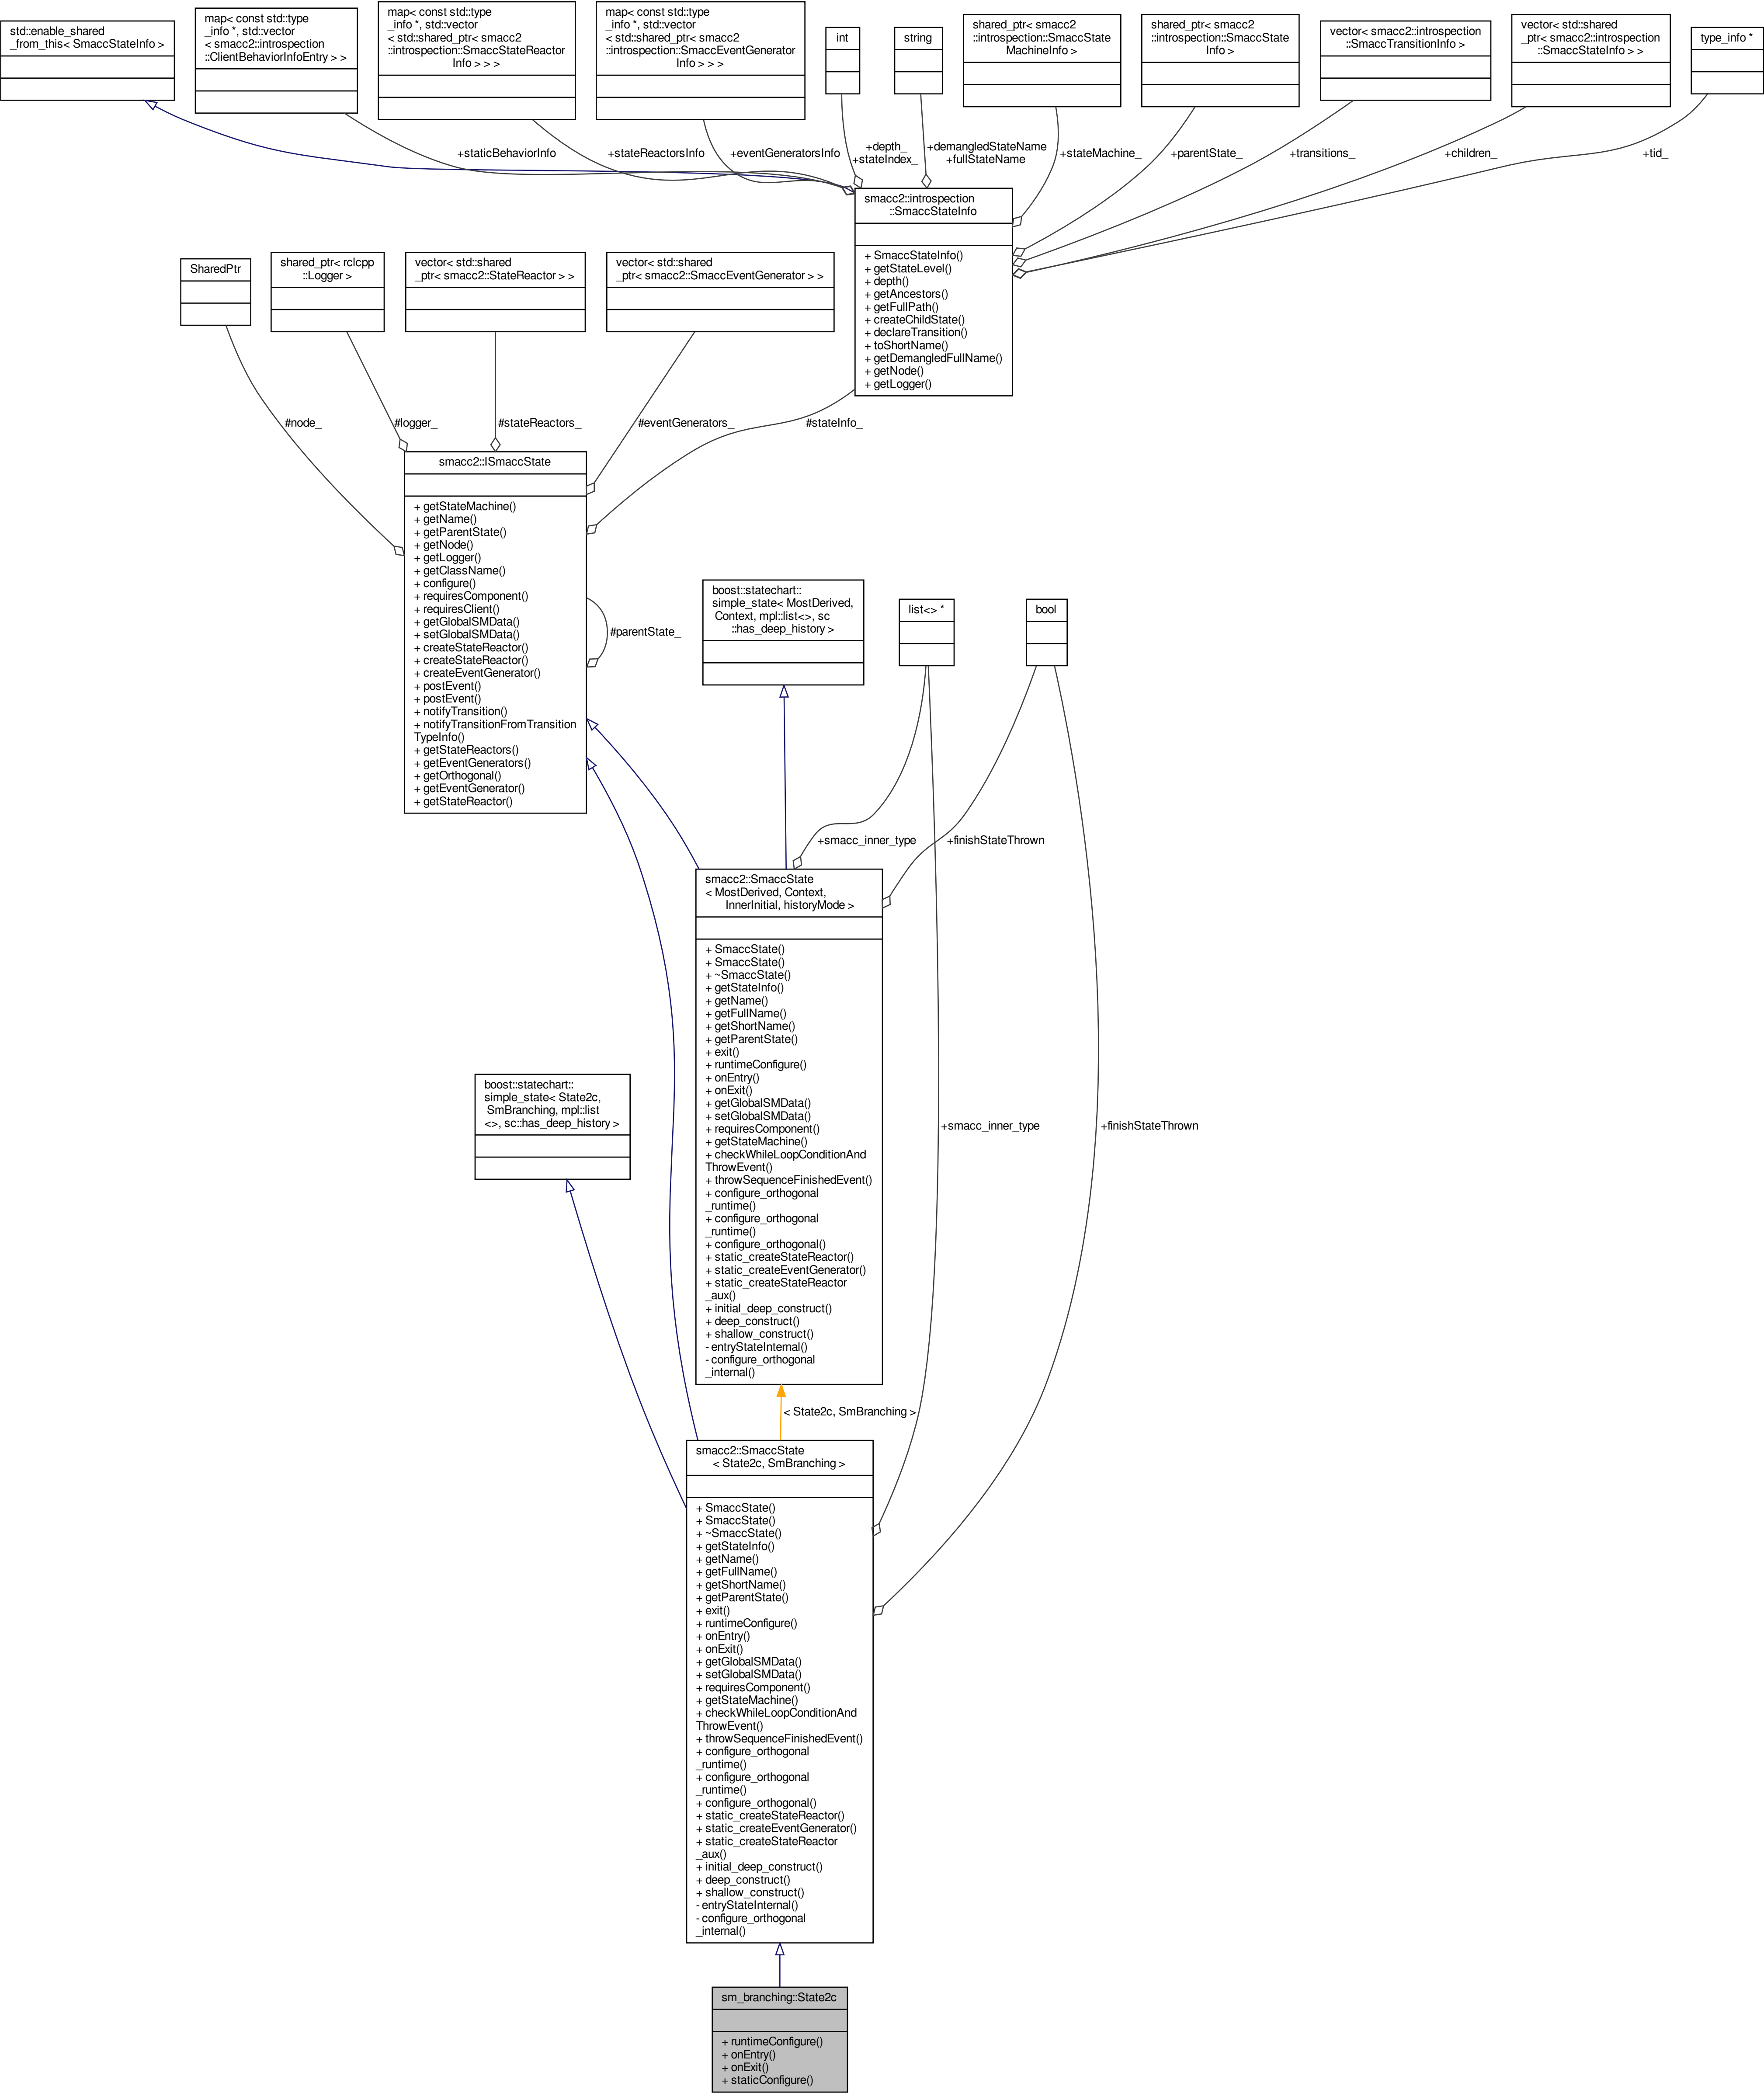 std::enable_shared
_from_this< SmaccStateInfo >
map< const std::type
_info *, std::vector
< smacc2::introspection
::ClientBehaviorInfoEntry > >
map< const std::type
_info *, std::vector
< std::shared_ptr< smacc2
::introspection::SmaccStateReactor
Info > > >
map< const std::type
_info *, std::vector
< std::shared_ptr< smacc2
::introspection::SmaccEventGenerator
Info > > >
int
string
shared_ptr< smacc2
::introspection::SmaccState
MachineInfo >
shared_ptr< smacc2
::introspection::SmaccState
Info >
vector< smacc2::introspection
::SmaccTransitionInfo >
vector< std::shared
_ptr< smacc2::introspection
::SmaccStateInfo > >
type_info *
+staticBehaviorInfo
+stateReactorsInfo
+eventGeneratorsInfo
+depth_
+stateIndex_
+demangledStateName
+fullStateName
+stateMachine_
+parentState_
+transitions_
+children_
+tid_
smacc2::introspection
::SmaccStateInfo
+ SmaccStateInfo()
+ getStateLevel()
+ depth()
+ getAncestors()
+ getFullPath()
+ createChildState()
+ declareTransition()
+ toShortName()
+ getDemangledFullName()
+ getNode()
+ getLogger()
SharedPtr
shared_ptr< rclcpp
::Logger >
vector< std::shared
_ptr< smacc2::StateReactor > >
vector< std::shared
_ptr< smacc2::SmaccEventGenerator > >
#node_
#logger_
#stateReactors_
#eventGenerators_
#stateInfo_
smacc2::ISmaccState
+ getStateMachine()
+ getName()
+ getParentState()
+ getNode()
+ getLogger()
+ getClassName()
+ configure()
+ requiresComponent()
+ requiresClient()
+ getGlobalSMData()
+ setGlobalSMData()
+ createStateReactor()
+ createStateReactor()
+ createEventGenerator()
+ postEvent()
+ postEvent()
+ notifyTransition()
+ notifyTransitionFromTransition
TypeInfo()
+ getStateReactors()
+ getEventGenerators()
+ getOrthogonal()
+ getEventGenerator()
+ getStateReactor()
#parentState_
boost::statechart::
simple_state< MostDerived,
Context, mpl::list<>, sc
::has_deep_history >
list<> *
bool
+smacc_inner_type
+finishStateThrown
smacc2::SmaccState
< MostDerived, Context,
InnerInitial, historyMode >
+ SmaccState()
+ SmaccState()
+ ~SmaccState()
+ getStateInfo()
+ getName()
+ getFullName()
+ getShortName()
+ getParentState()
+ exit()
+ runtimeConfigure()
+ onEntry()
+ onExit()
+ getGlobalSMData()
+ setGlobalSMData()
+ requiresComponent()
+ getStateMachine()
+ checkWhileLoopConditionAnd
ThrowEvent()
+ throwSequenceFinishedEvent()
+ configure_orthogonal
_runtime()
+ configure_orthogonal
_runtime()
+ configure_orthogonal()
+ static_createStateReactor()
+ static_createEventGenerator()
+ static_createStateReactor
_aux()
+ initial_deep_construct()
+ deep_construct()
+ shallow_construct()
- entryStateInternal()
- configure_orthogonal
_internal()
boost::statechart::
simple_state< State2c,
SmBranching, mpl::list
<>, sc::has_deep_history >
+smacc_inner_type
+finishStateThrown
< State2c, SmBranching >
smacc2::SmaccState
< State2c, SmBranching >
+ SmaccState()
+ SmaccState()
+ ~SmaccState()
+ getStateInfo()
+ getName()
+ getFullName()
+ getShortName()
+ getParentState()
+ exit()
+ runtimeConfigure()
+ onEntry()
+ onExit()
+ getGlobalSMData()
+ setGlobalSMData()
+ requiresComponent()
+ getStateMachine()
+ checkWhileLoopConditionAnd
ThrowEvent()
+ throwSequenceFinishedEvent()
+ configure_orthogonal
_runtime()
+ configure_orthogonal
_runtime()
+ configure_orthogonal()
+ static_createStateReactor()
+ static_createEventGenerator()
+ static_createStateReactor
_aux()
+ initial_deep_construct()
+ deep_construct()
+ shallow_construct()
- entryStateInternal()
- configure_orthogonal
_internal()
sm_branching::State2c
+ runtimeConfigure()
+ onEntry()
+ onExit()
+ staticConfigure()